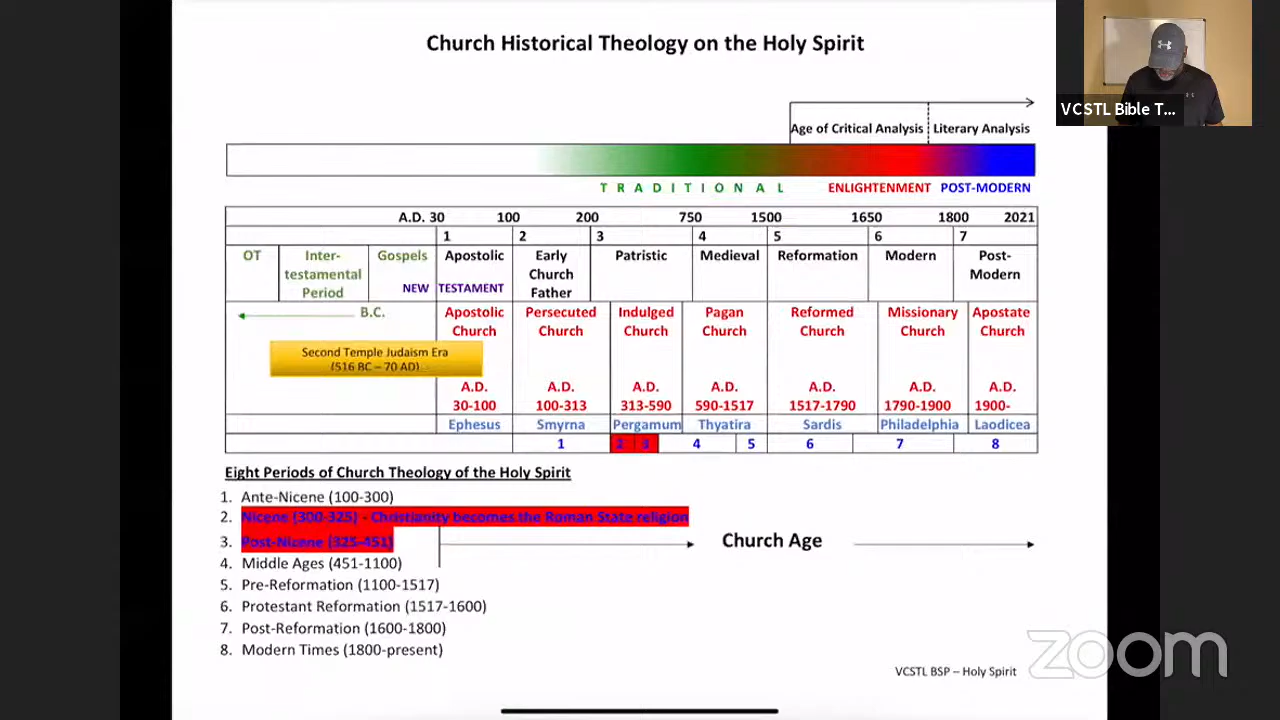 Church Historical Theology on the Holy Spirit
VCSTL Bible T...
Age of Critical Analysis Literary Analysis
TRADITIONAL ENLIGHTENMENT POST-MODERN
A.D. 30 100 200 750 1500 1650 1800 2021
1 2 3 4 5 6 7
OT Inter- Gospels Apostolic Early Patristic Medieval Reformation Modern Post-
testamental Church Modern
Period NEW TESTAMENT Father
B.C. Apostolic Persecuted Indulged Pagan Reformed Missionary Apostate
Church Church Church Church Church Church Church
Second Temple Judaism Era
(516 BC – 70 AD)
A.D. A.D. A.D. A.D. A.D. A.D. A.D.
30-100 100-313 313-590 590-1517 1517-1790 1790-1900 1900-
Ephesus Smyrna Pergamum Thyatira Sardis Philadelphia Laodicea
1 2 3 4 5 6 7 8
Eight Periods of Church Theology of the Holy Spirit
1. Ante-Nicene (100-300)
2. Nicene (300-325) - Christianity becomes the Roman State religion
3. Post-Nicene (325-451)
Church Age
4. Middle Ages (451-1100)
5. Pre-Reformation (1100-1517)
6. Protestant Reformation (1517-1600)
7. Post-Reformation (1600-1800)
8. Modern Times (1800-present)
zoom
VCSTL BSP – Holy Spirit